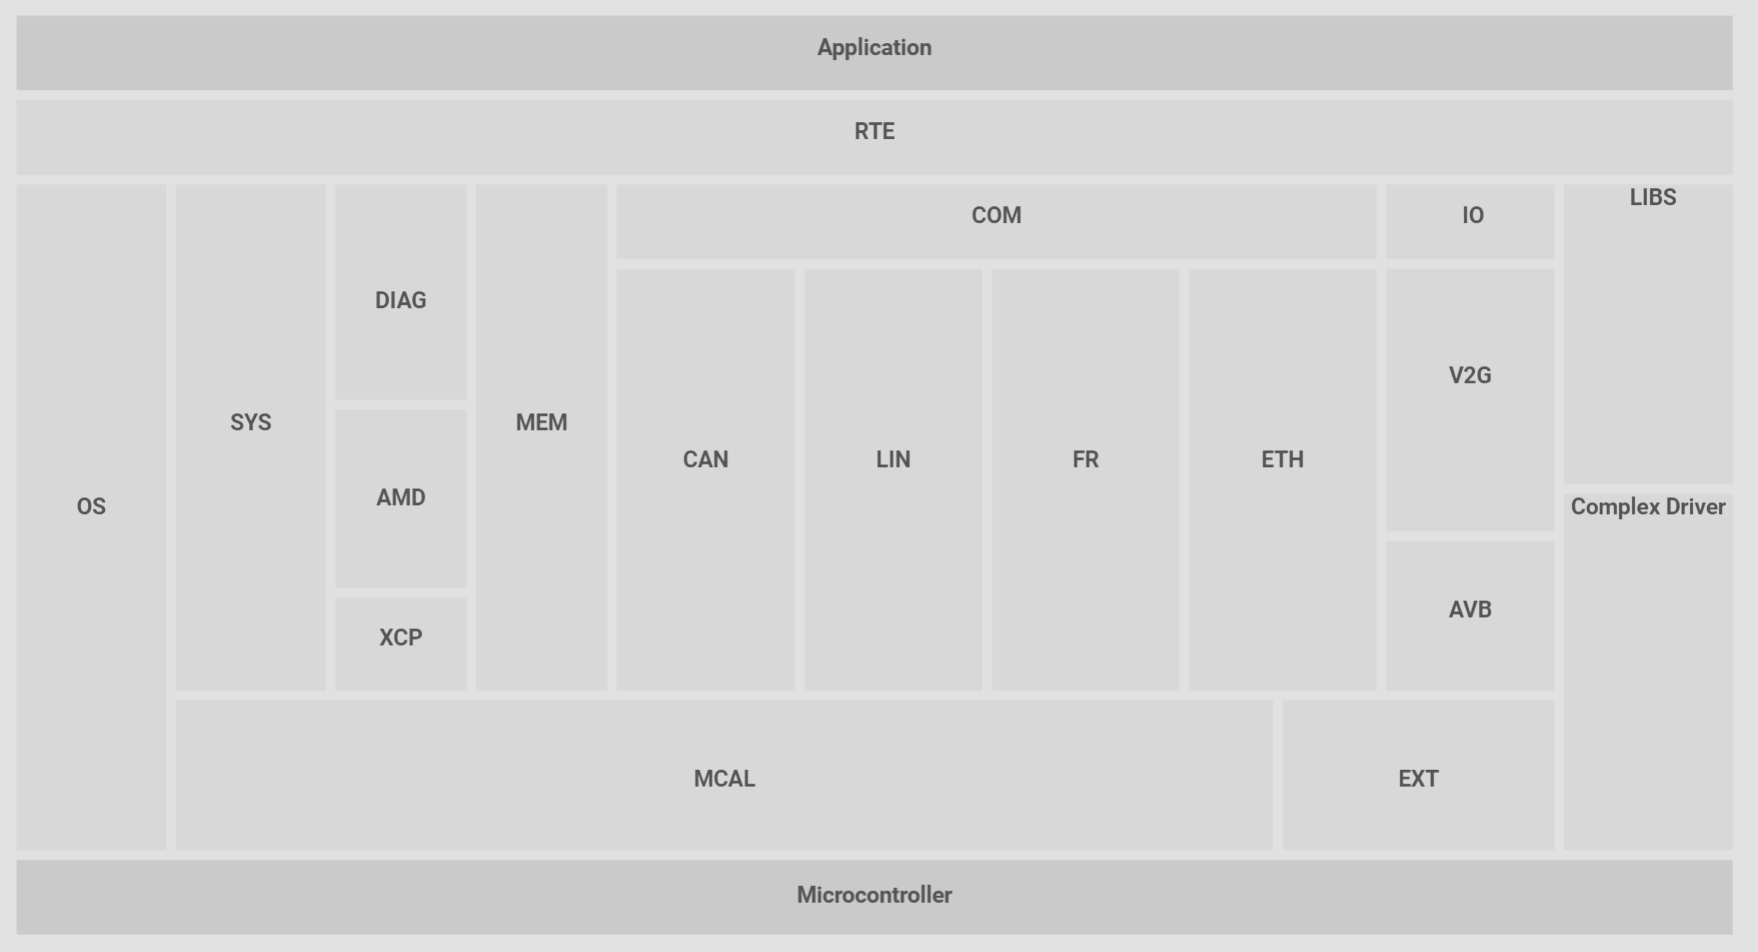 Application
RTE
OS
SYS
DIAG
AMD
XCP
MEM
COM
CAN
LIN
FR
ETH
IO
V2G
AVB
LIBS
Complex Driver
MCAL
EXT
Microcontroller